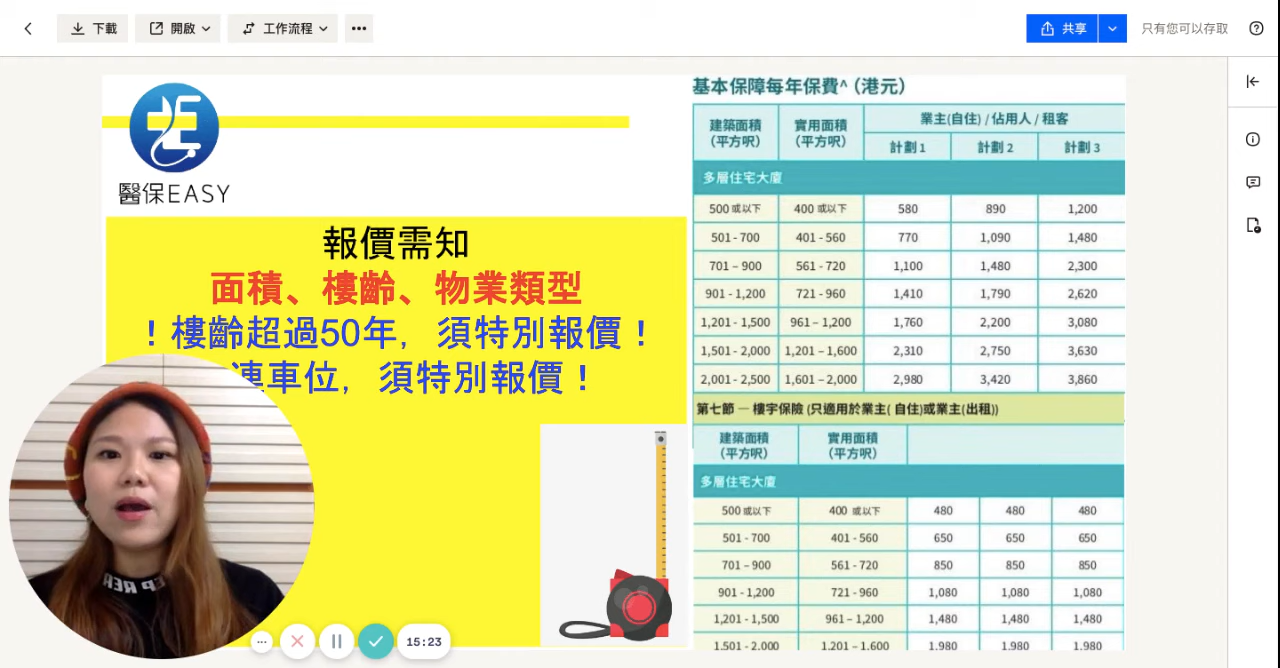 下載
開啟
工作流程
共享
只有您可以存取
醫保EASY
報價需知
面積、樓齡、物業類型
！樓齡超過50年，須特別報價！
連車位，須特別報價！
15:23
基本保障每年保費^（港元）
建築面積（平方呎） 實用面積（平方呎） 業主(自住) / 佔用人 / 租客
計劃 1 計劃 2 計劃 3
多層住宅大廈
500 或以下 400 或以下 580 890 1,200
501 - 700 401 - 560 770 1,090 1,480
701 – 900 561 - 720 1,100 1,480 2,300
901 - 1,200 721 - 960 1,410 1,790 2,620
1,201 - 1,500 961 – 1,200 1,760 2,200 3,080
1,501 - 2,000 1,201 – 1,600 2,310 2,750 3,630
2,001 - 2,500 1,601 – 2,000 2,980 3,420 3,860
第七節 — 樓宇保險 (只適用於業主( 自住)或業主(出租))
建築面積（平方呎） 實用面積（平方呎）
多層住宅大廈
500 或以下 400 或以下 480 480 480
501 - 700 401 - 560 650 650 650
701 – 900 561 - 720 850 850 850
901 - 1,200 721 - 960 1,080 1,080 1,080
1,201 - 1,500 961 – 1,200 1,480 1,480 1,480
1,501 - 2,000 1,201 – 1,600 1,980 1,980 1,980